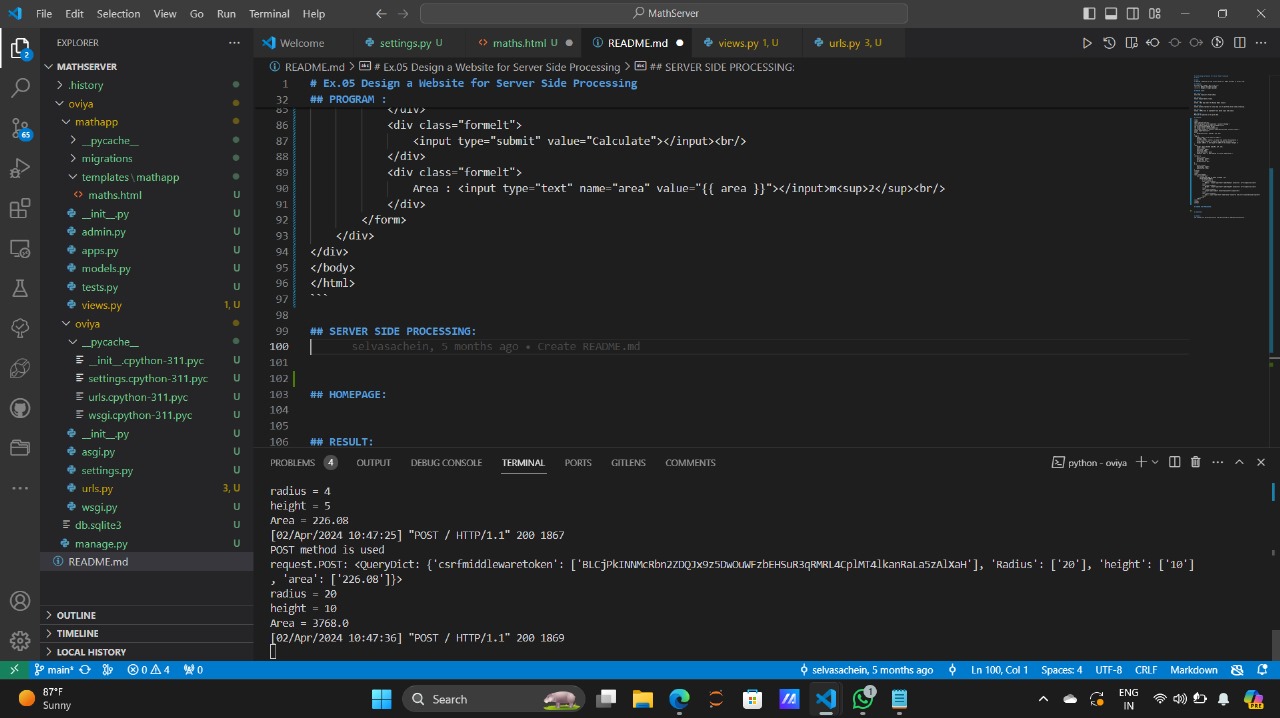 File Edit Selection View Go Run Terminal Help
MathServer
EXPLORER
Welcome
settings.py U
maths.html U
README.md
views.py 1, U
urls.py 3, U
README.md > # Ex.05 Design a Website for Server Side Processing > ## SERVER SIDE PROCESSING:
MATHSERVER
.history
oviya
mathapp
__pycache__
migrations
templates \ mathapp
maths.html U
__init__.py U
admin.py U
apps.py U
models.py U
tests.py U
views.py 1, U
oviya
__pycache__
__init__.cpython-311.pyc U
settings.cpython-311.pyc U
urls.cpython-311.pyc U
wsgi.cpython-311.pyc U
__init__.py U
asgi.py U
settings.py U
urls.py 3, U
wsgi.py U
db.sqlite3 U
manage.py U
README.md
OUTLINE
TIMELINE
LOCAL HISTORY
1 # Ex.05 Design a Website for Server Side Processing
32 ## PROGRAM :
85 </div>
86 <div class="formelt">
87 <input type="submit" value="Calculate"></input><br/>
88 </div>
89 <div class="formelt">
90 Area : <input type="text" name="area" value="{{ area }}"></input>m<sup>2</sup><br/>
91 </div>
92 </form>
93 </div>
94 </div>
95 </body>
96 </html>
97 ```
98
99 ## SERVER SIDE PROCESSING:
100 selvasachein, 5 months ago • Create README.md
101
102
103 ## HOMEPAGE:
104
105
106 ## RESULT:
PROBLEMS 4 OUTPUT DEBUG CONSOLE TERMINAL PORTS GITLENS COMMENTS
python - oviya
radius = 4
height = 5
Area = 226.08
[02/Apr/2024 10:47:25] "POST / HTTP/1.1" 200 1867
POST method is used
request.POST: <QueryDict: {'csrfmiddlewaretoken': ['BLCjPkINNMcRbn2ZDQJx9z5DwOuWFzbEHSuR3qRMRL4CplMT4lkanRaLa5zAlXaH'], 'Radius': ['20'], 'height': ['10']
, 'area': ['226.08']}>
radius = 20
height = 10
Area = 3768.0
[02/Apr/2024 10:47:36] "POST / HTTP/1.1" 200 1869
2
65
main* 0 4 0
selvasachein, 5 months ago
Ln 100, Col 1 Spaces: 4 UTF-8 CRLF Markdown
87°F
Sunny
Search
1
ENG
IN
PRE